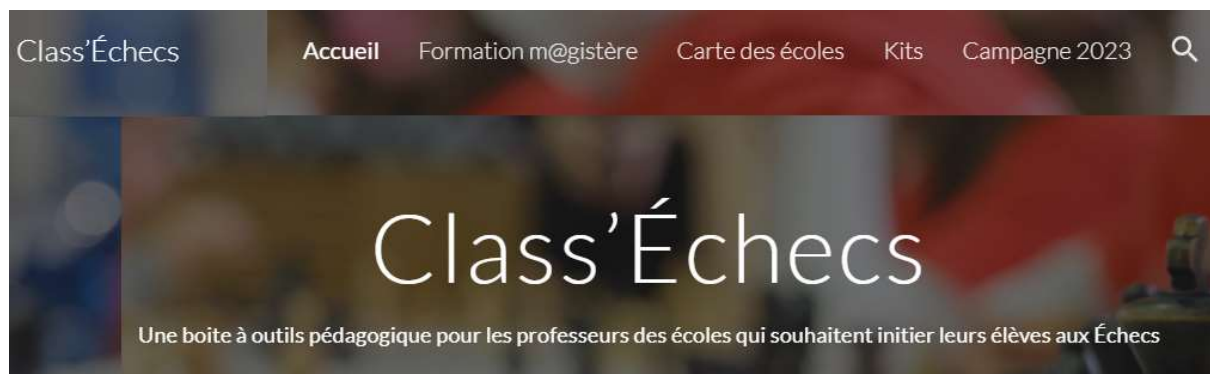 Class'Échecs Accueil Formation m@gistère Carte des écoles Kits Campagne 2023
Class'Échecs
Une boite à outils pédagogique pour les professeurs des écoles qui souhaitent initier leurs élèves aux Échecs